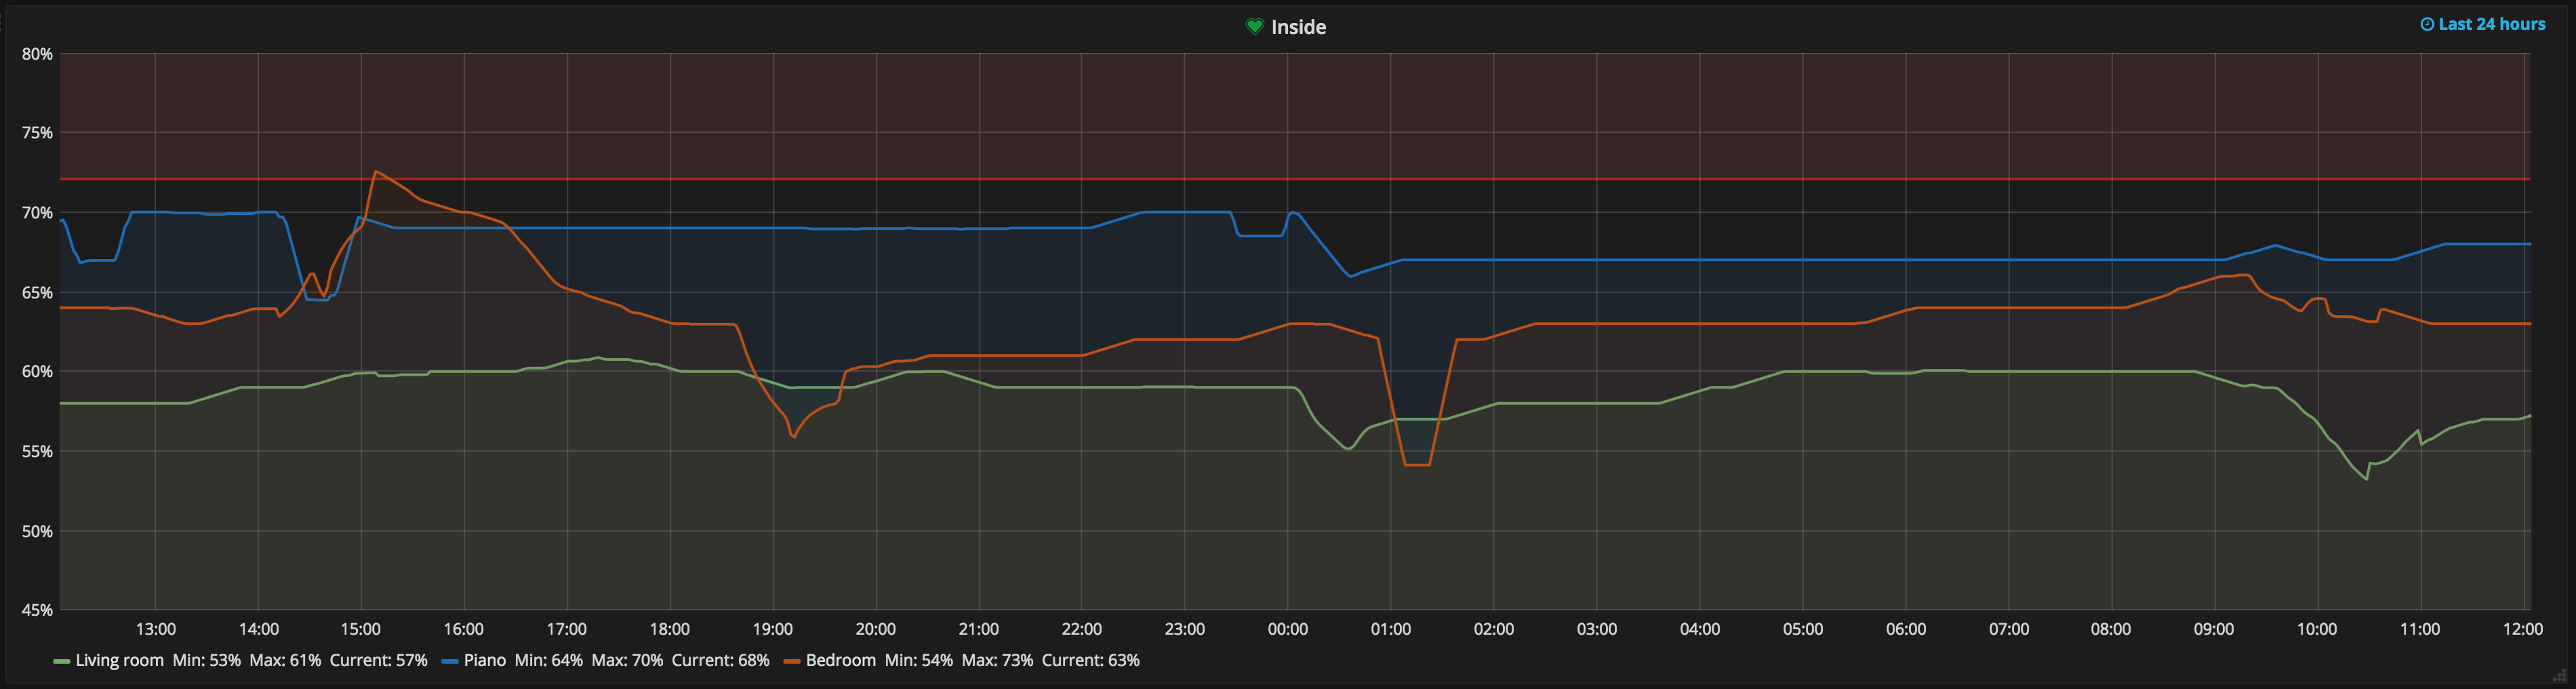 Inside
Last 24 hours
80%
75%
70%
65%
60%
55%
50%
45%
13:00 14:00 15:00 16:00 17:00 18:00 19:00 20:00 21:00 22:00 23:00 00:00 01:00 02:00 03:00 04:00 05:00 06:00 07:00 08:00 09:00 10:00 11:00 12:00
Living room Min: 53% Max: 61% Current: 57% Piano Min: 64% Max: 70% Current: 68% Bedroom Min: 54% Max: 73% Current: 63%